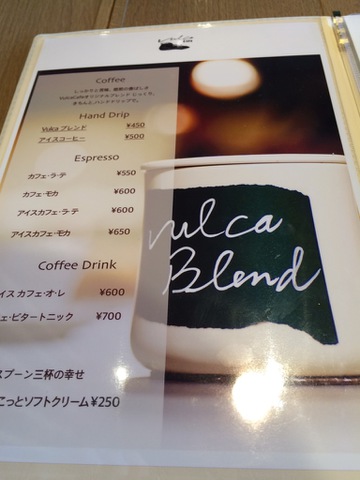 vulca
Coffee
Hand Drip
Vulca ブレンド ¥450
アイスコーヒー ¥500
Espresso
カフェ・ラ・テ ¥550
カフェ・モカ ¥600
アイスカフェ・ラ・テ ¥600
アイスカフェ・モカ ¥650
Coffee Drink
イス カフェ・オ・レ ¥600
ェ・ビタートニック ¥700
スプーン三杯の幸せ
こっとソフトクリーム ¥250
vulca
Blend